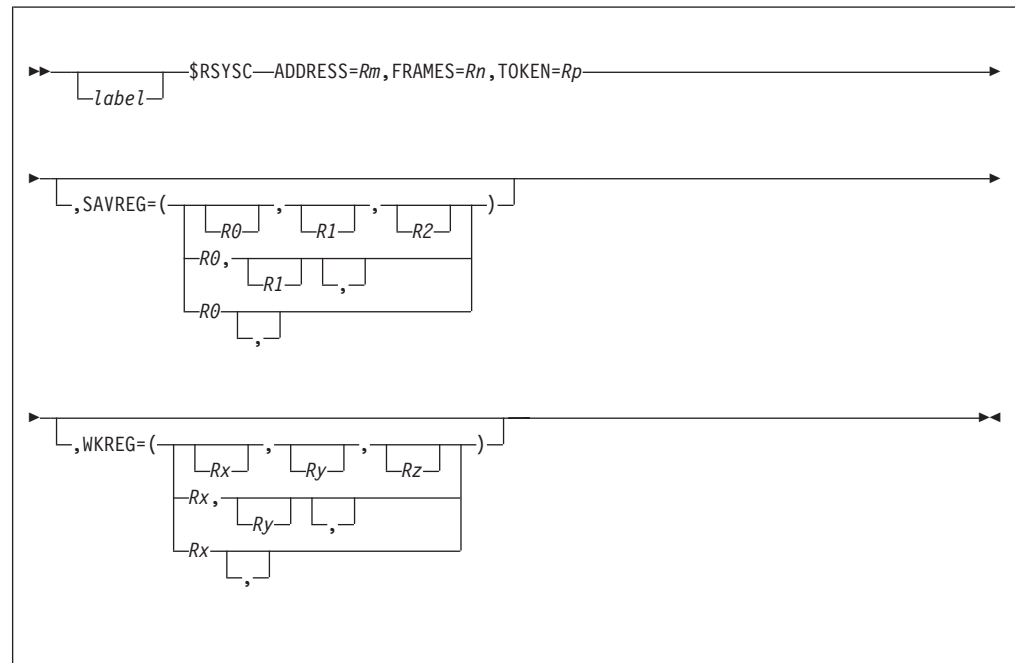 $RSYSC ADDRESS=Rm,FRAMES=Rn,TOKEN=Rp
label
,SAVREG=( , , )
R0 R1 R2
R0,
R1 ,
R0
,
,WKREG=( , , )
Rx Ry Rz
Rx,
Ry ,
Rx
,